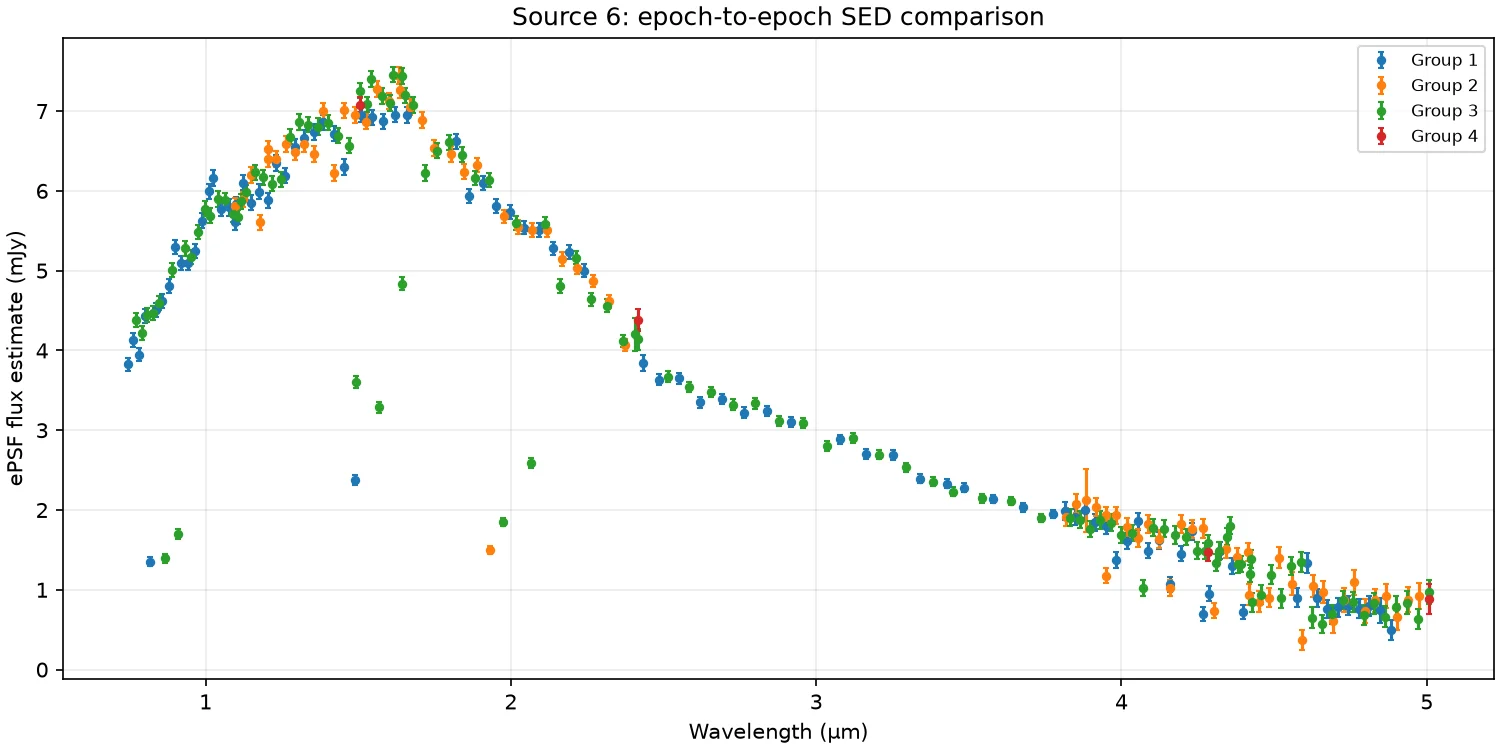 Source 6: epoch-to-epoch SED comparison
Group 1
Group 2
Group 3
Group 4
ePSF flux estimate (mJy)
7
6
5
4
3
2
1
0
1 2 3 4 5
Wavelength (μm)